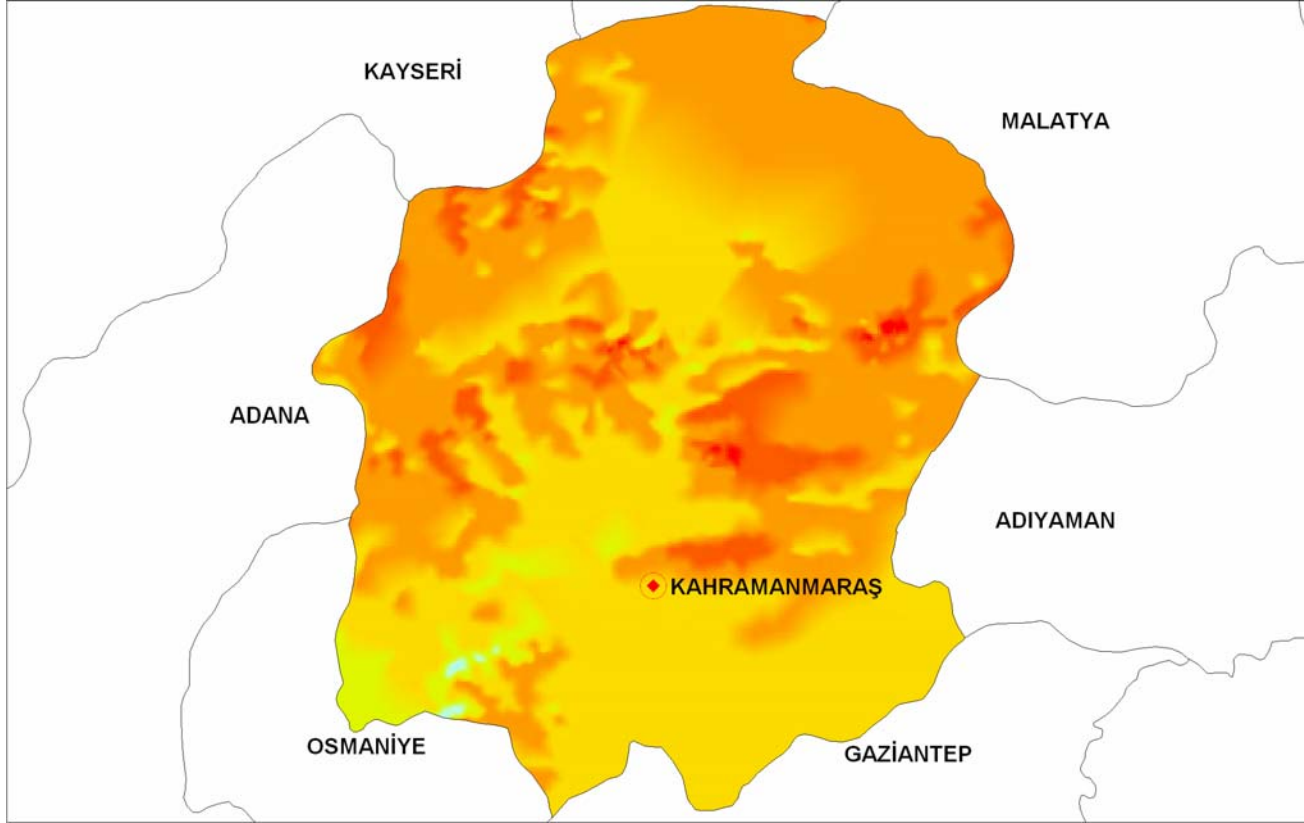 KAYSERİ
MALATYA
ADANA
ADIYAMAN
KAHRAMANMARAŞ
OSMANİYE
GAZİANTEP